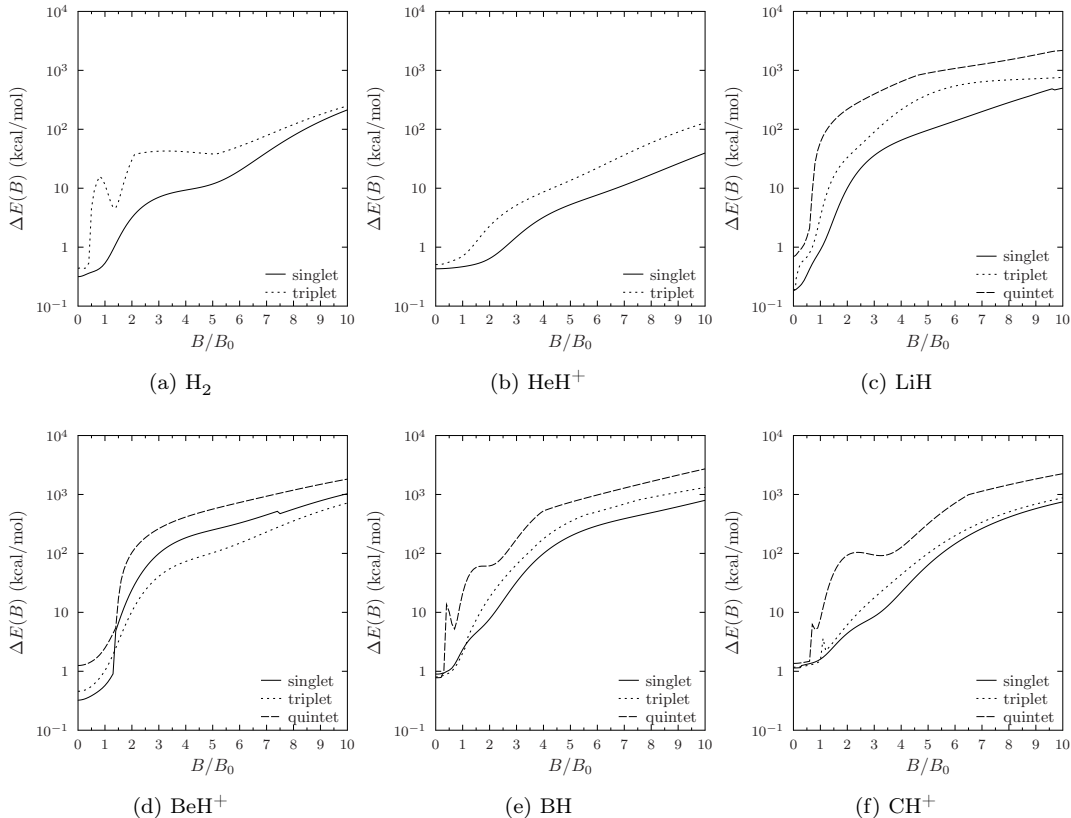 10⁴
10³
10²
10
1
10⁻¹
ΔE(B) (kcal/mol)
singlet
triplet
0 1 2 3 4 5 6 7 8 9 10
B/B₀
(a) H₂
10⁴
10³
10²
10
1
10⁻¹
ΔE(B) (kcal/mol)
singlet
triplet
0 1 2 3 4 5 6 7 8 9 10
B/B₀
(b) HeH⁺
10⁴
10³
10²
10
1
10⁻¹
ΔE(B) (kcal/mol)
singlet
triplet
quintet
0 1 2 3 4 5 6 7 8 9 10
B/B₀
(c) LiH
10⁴
10³
10²
10
1
10⁻¹
ΔE(B) (kcal/mol)
singlet
triplet
quintet
0 1 2 3 4 5 6 7 8 9 10
B/B₀
(d) BeH⁺
10⁴
10³
10²
10
1
10⁻¹
ΔE(B) (kcal/mol)
singlet
triplet
quintet
0 1 2 3 4 5 6 7 8 9 10
B/B₀
(e) BH
10⁴
10³
10²
10
1
10⁻¹
ΔE(B) (kcal/mol)
singlet
triplet
quintet
0 1 2 3 4 5 6 7 8 9 10
B/B₀
(f) CH⁺